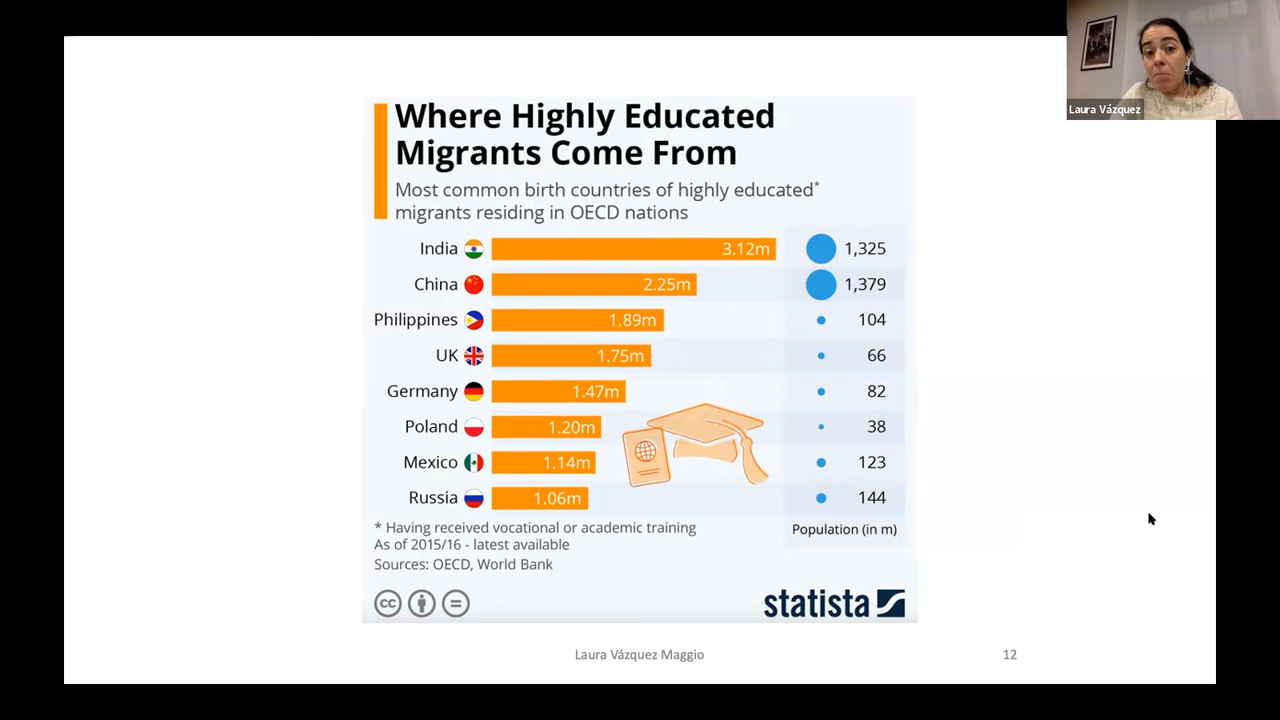 Laura Vázquez
Where Highly Educated
Migrants Come From
Most common birth countries of highly educated*
migrants residing in OECD nations
India 3.12m 1,325
China 2.25m 1,379
Philippines 1.89m 104
UK 1.75m 66
Germany 1.47m 82
Poland 1.20m 38
Mexico 1.14m 123
Russia 1.06m 144
* Having received vocational or academic training
Population (in m)
As of 2015/16 - latest available
Sources: OECD, World Bank
cc
statista
Laura Vázquez Maggio 12